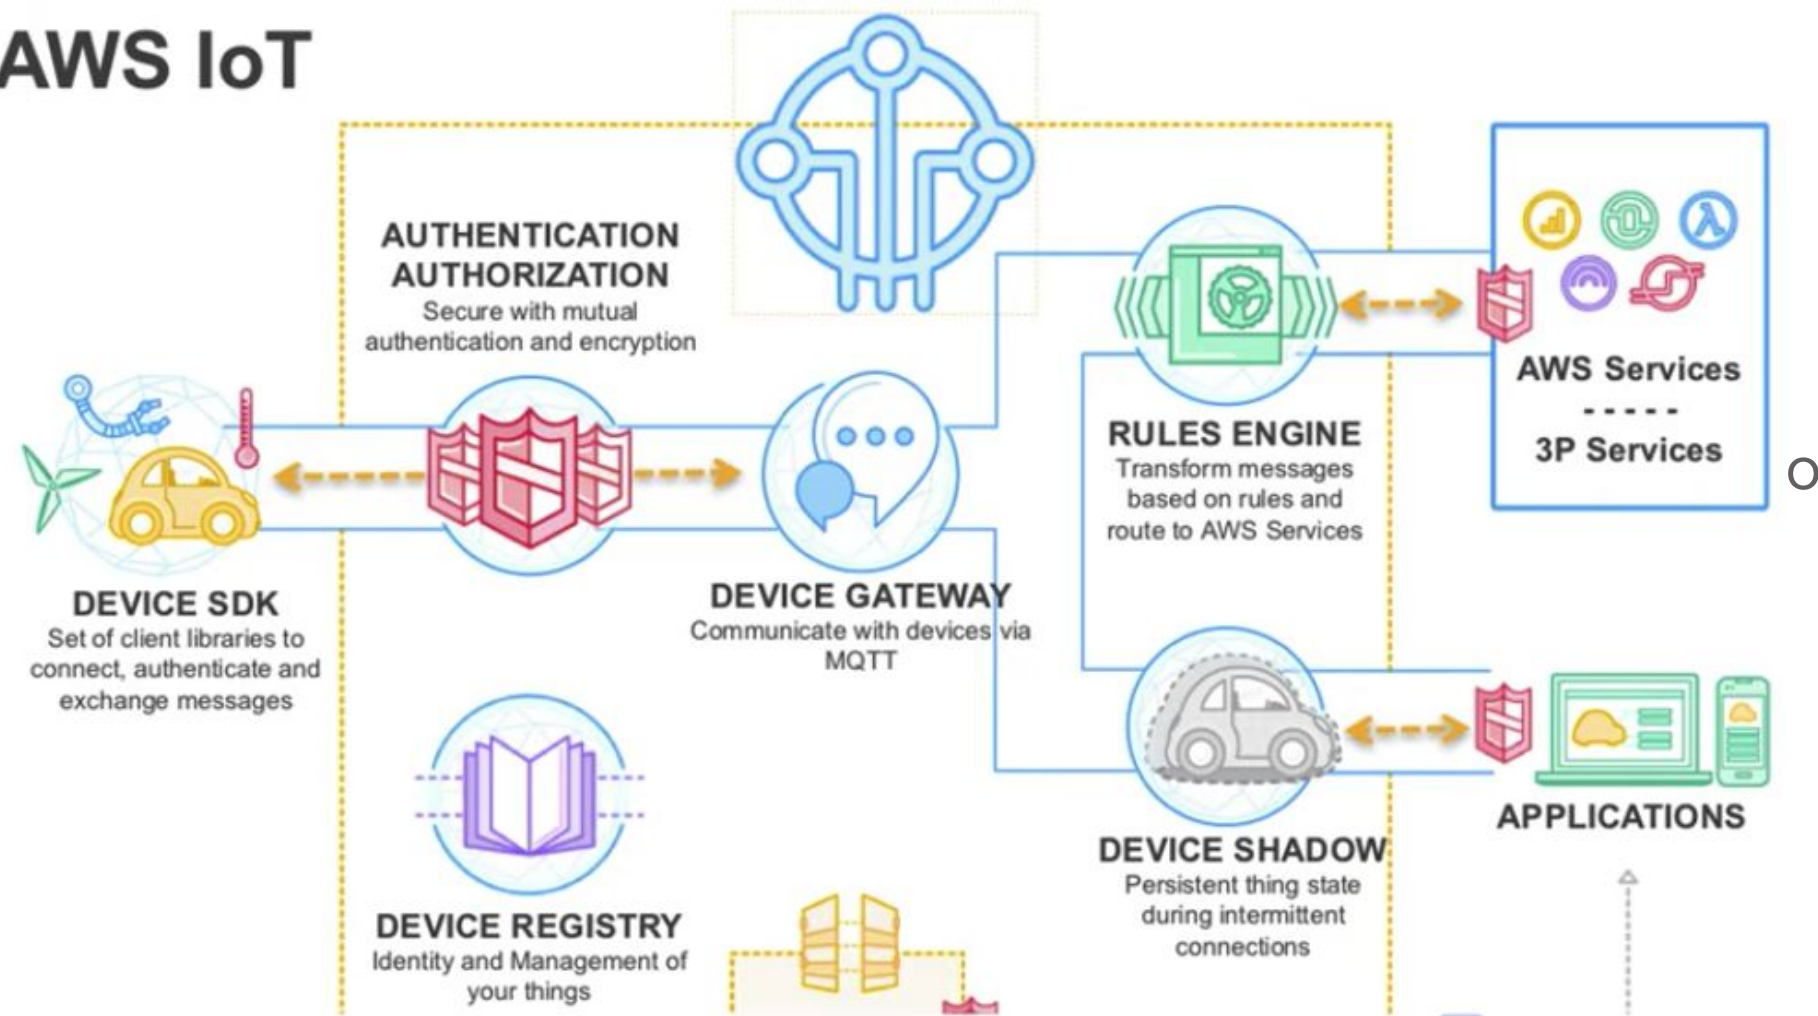 AWS IoT
AUTHENTICATION
AUTHORIZATION
Secure with mutual
authentication and encryption
DEVICE SDK
Set of client libraries to
connect, authenticate and
exchange messages
DEVICE GATEWAY
Communicate with devices via
MQTT
DEVICE REGISTRY
Identity and Management of
your things
RULES ENGINE
Transform messages
based on rules and
route to AWS Services
AWS Services
- - - - -
3P Services
DEVICE SHADOW
Persistent thing state
during intermittent
connections
APPLICATIONS